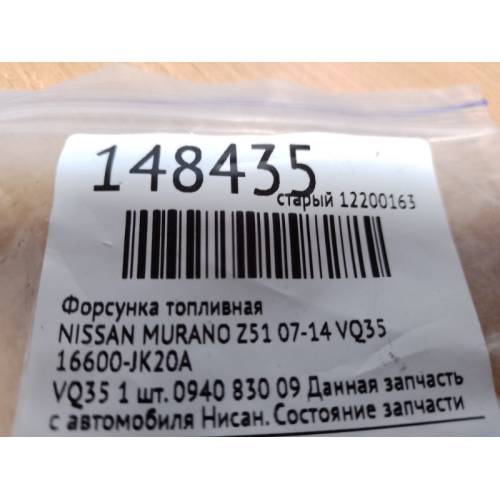 148435
старый 12200163
Форсунка топливная
NISSAN MURANO Z51 07-14 VQ35
16600-JK20A
VQ35 1 шт. 0940 830 09 Данная запчасть
с автомобиля Нисан. Состояние запчасти